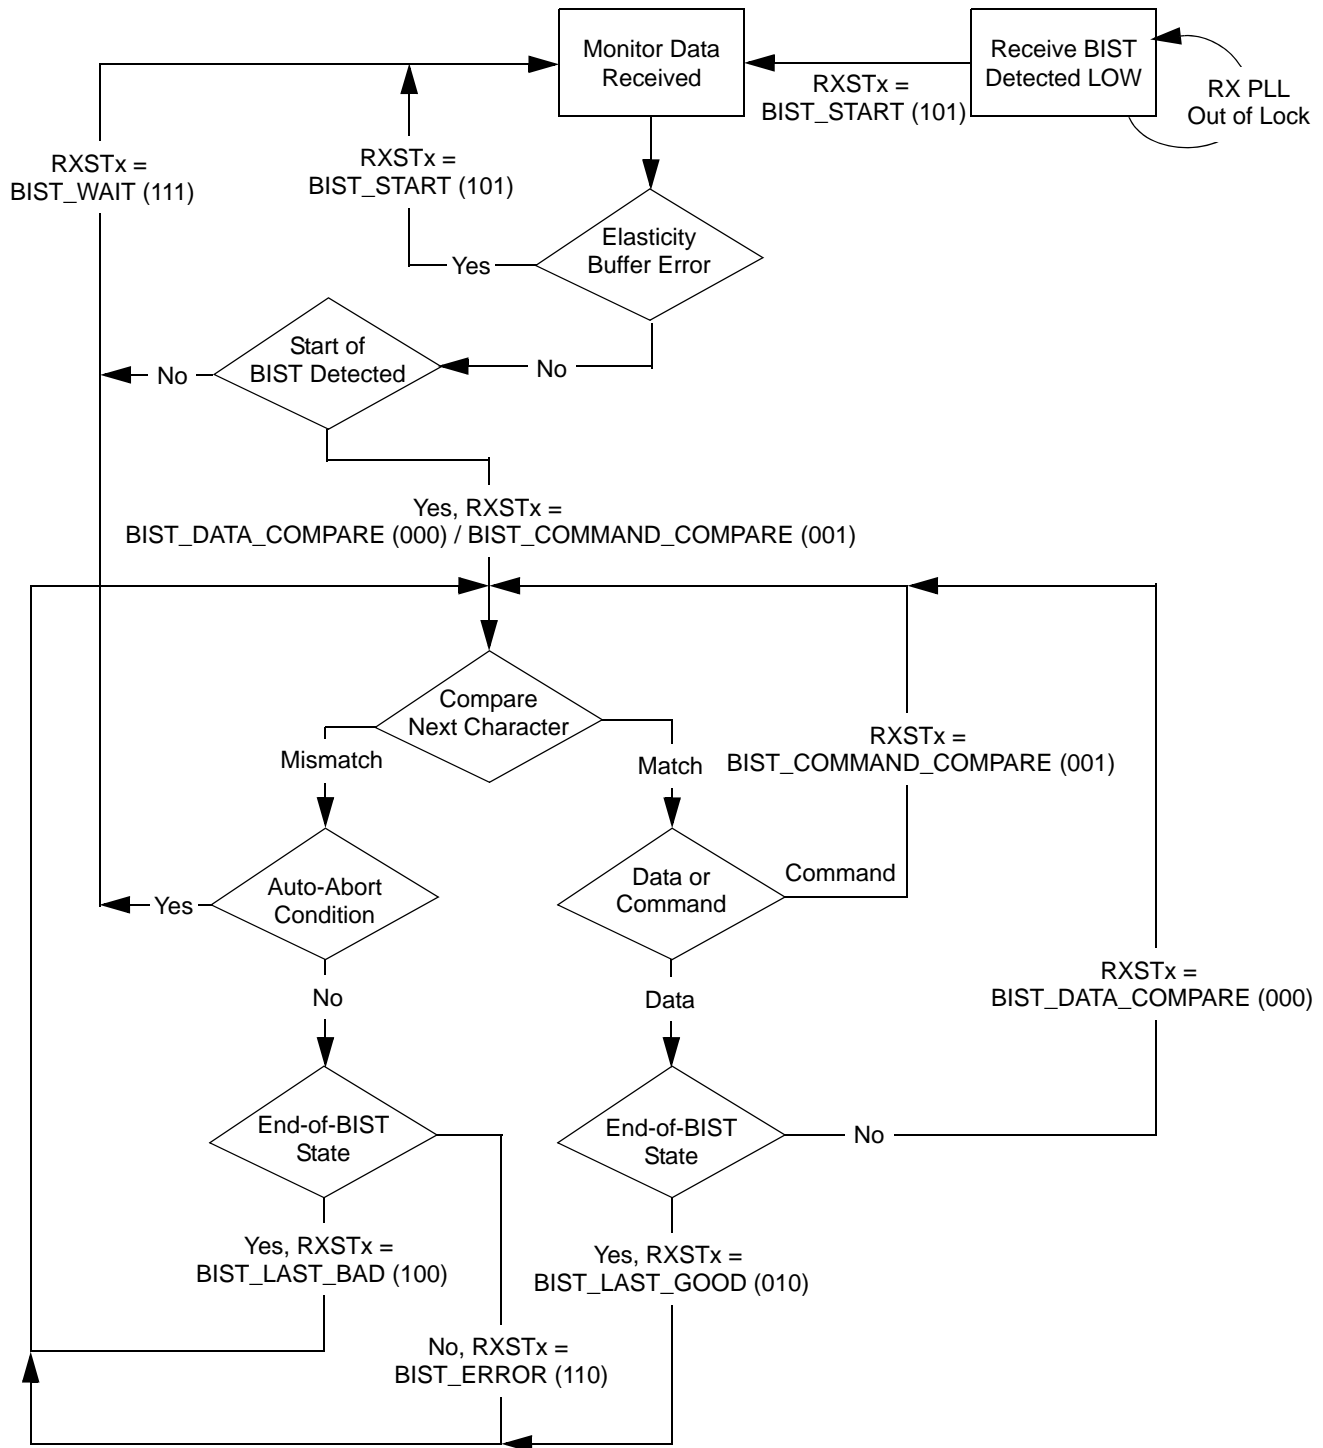 Monitor Data
Received
Receive BIST
Detected LOW
RX PLL
Out of Lock
RXSTx =
BIST_START (101)
RXSTx =
BIST_WAIT (111)
RXSTx =
BIST_START (101)
Elasticity
Buffer Error
Yes
Start of
BIST Detected
No
No
Yes, RXSTx =
BIST_DATA_COMPARE (000) / BIST_COMMAND_COMPARE (001)
Compare
Next Character
Mismatch
Match
RXSTx =
BIST_COMMAND_COMPARE (001)
Auto-Abort
Condition
Yes
Data or
Command
Command
No
Data
RXSTx =
BIST_DATA_COMPARE (000)
End-of-BIST
State
End-of-BIST
State
No
Yes, RXSTx =
BIST_LAST_BAD (100)
Yes, RXSTx =
BIST_LAST_GOOD (010)
No, RXSTx =
BIST_ERROR (110)